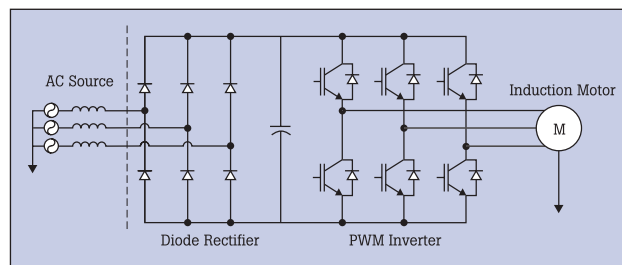 AC Source
Induction Motor
M
Diode Rectifier
PWM Inverter